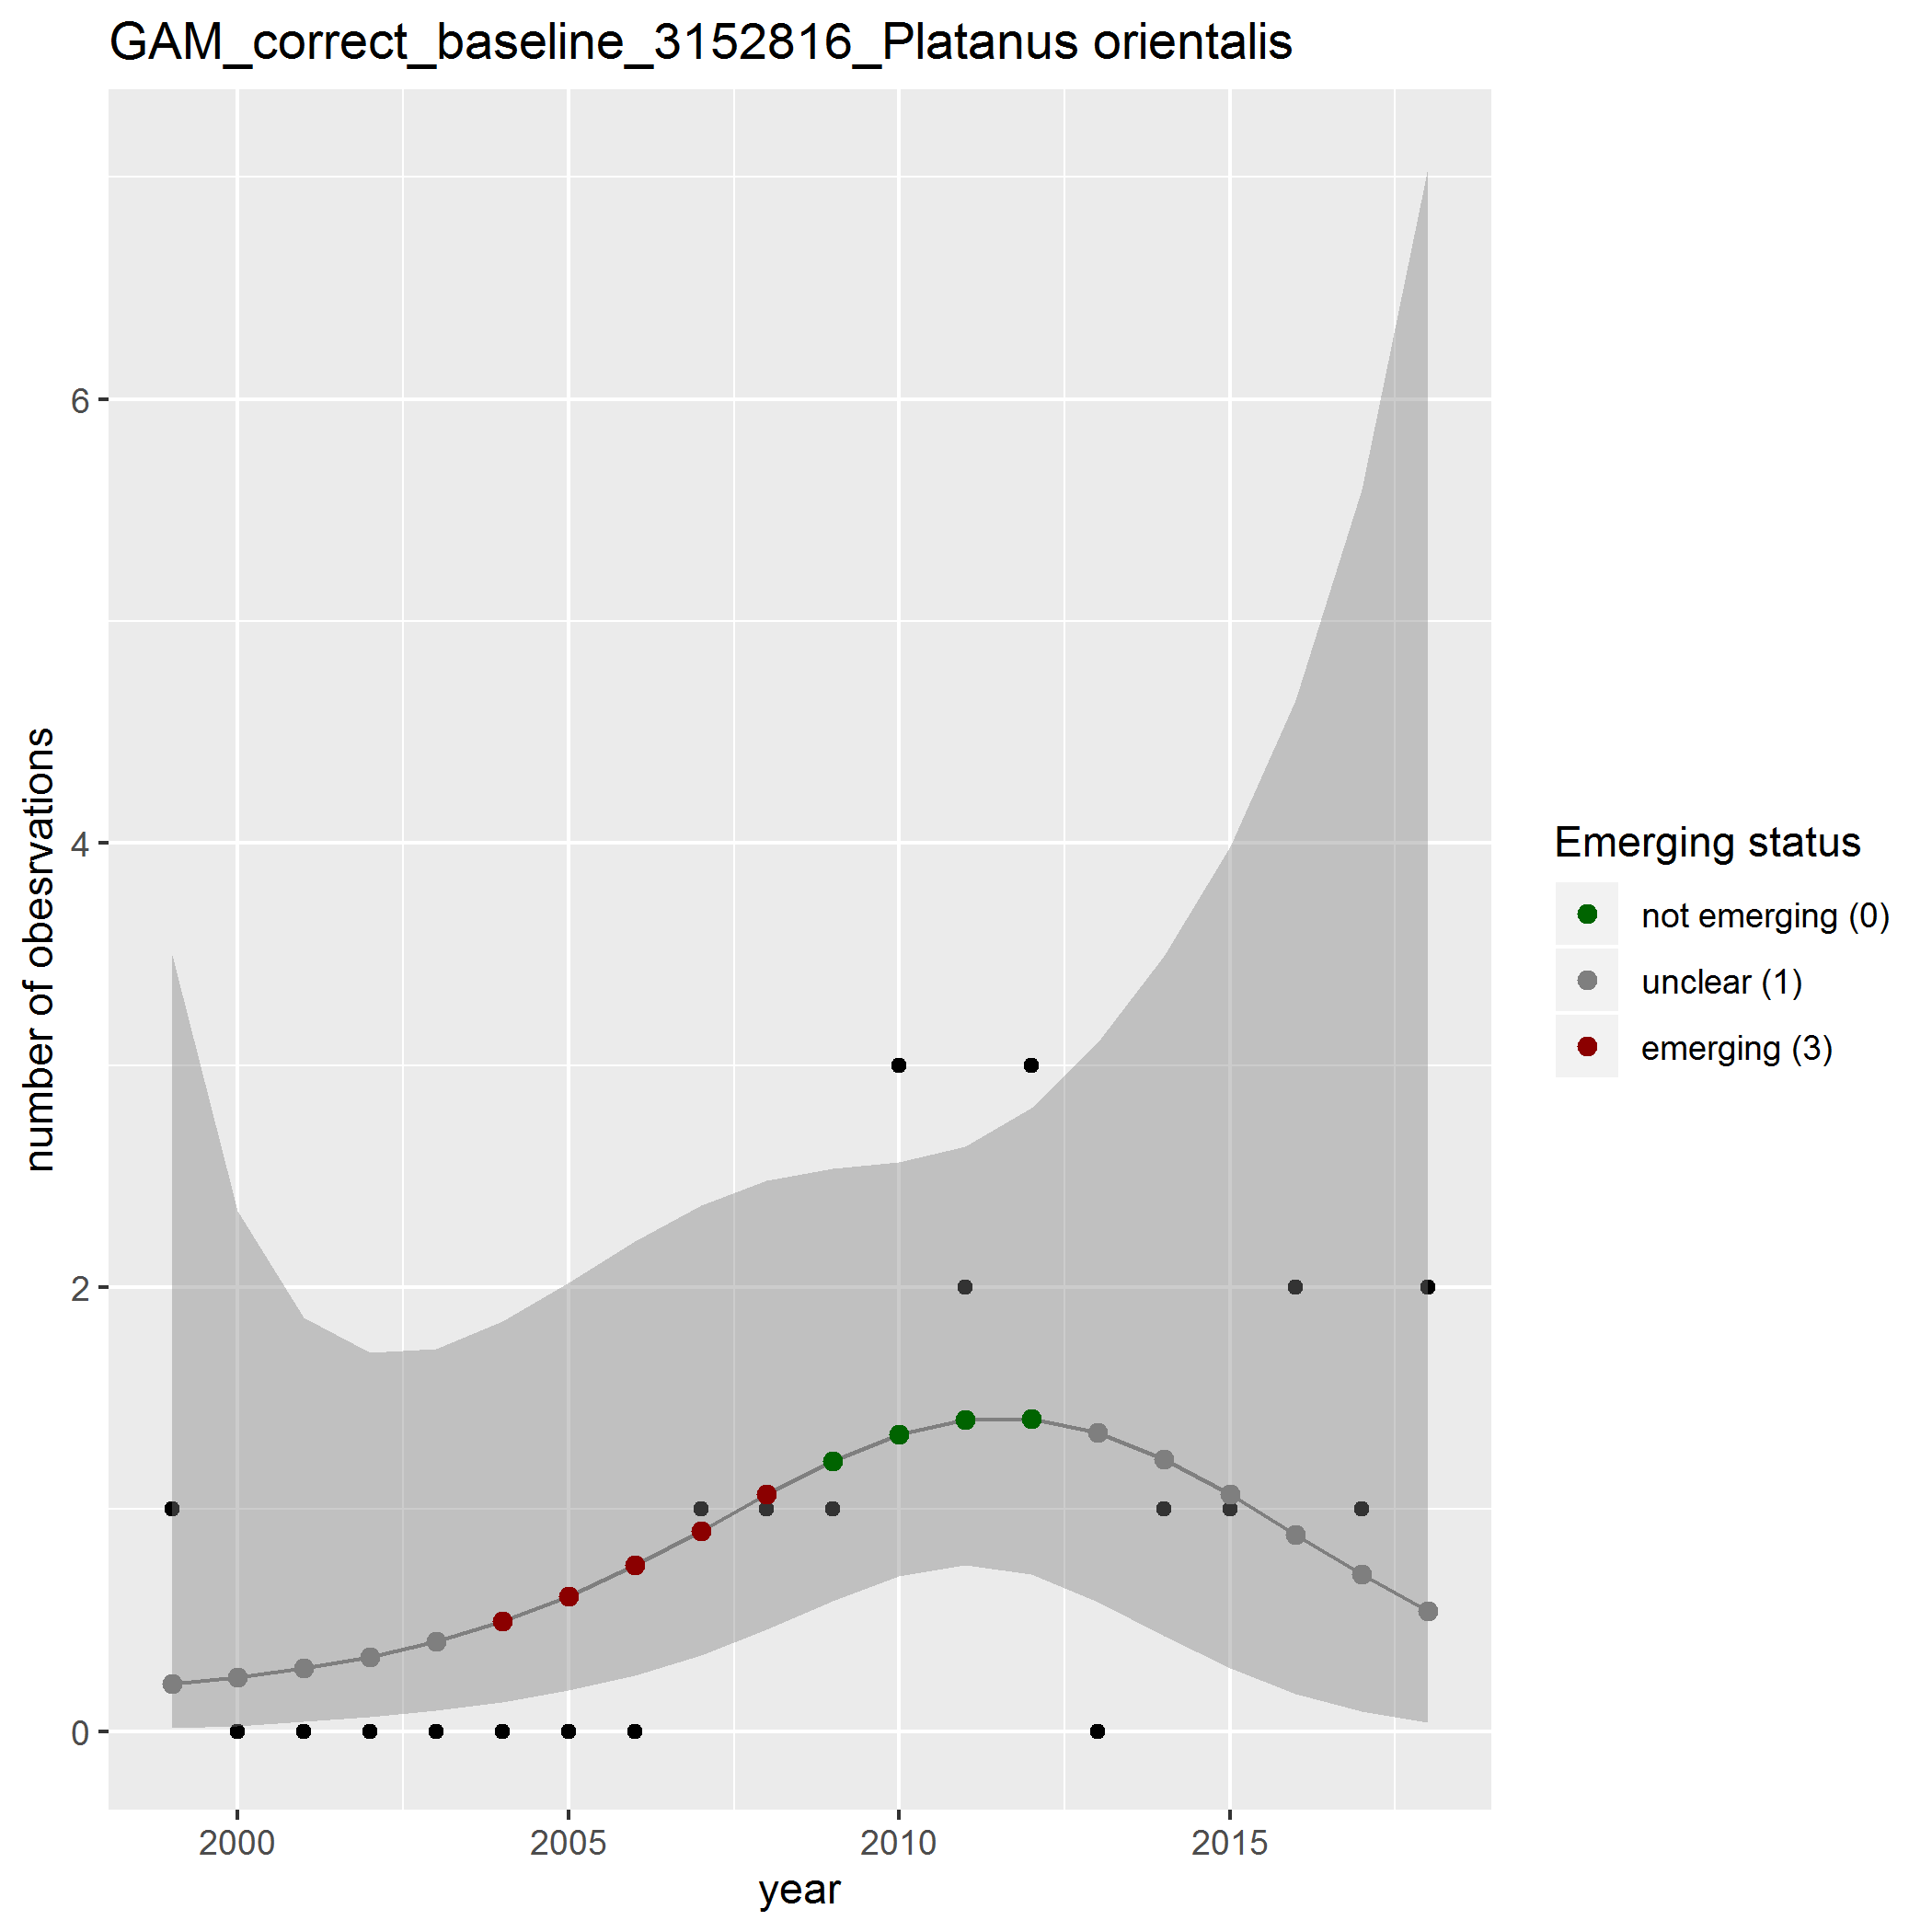 GAM_correct_baseline_3152816_Platanus orientalis
number of obesrvations
6
4
2
0
2000
2005
2010
2015
year
Emerging status
not emerging (0)
unclear (1)
emerging (3)